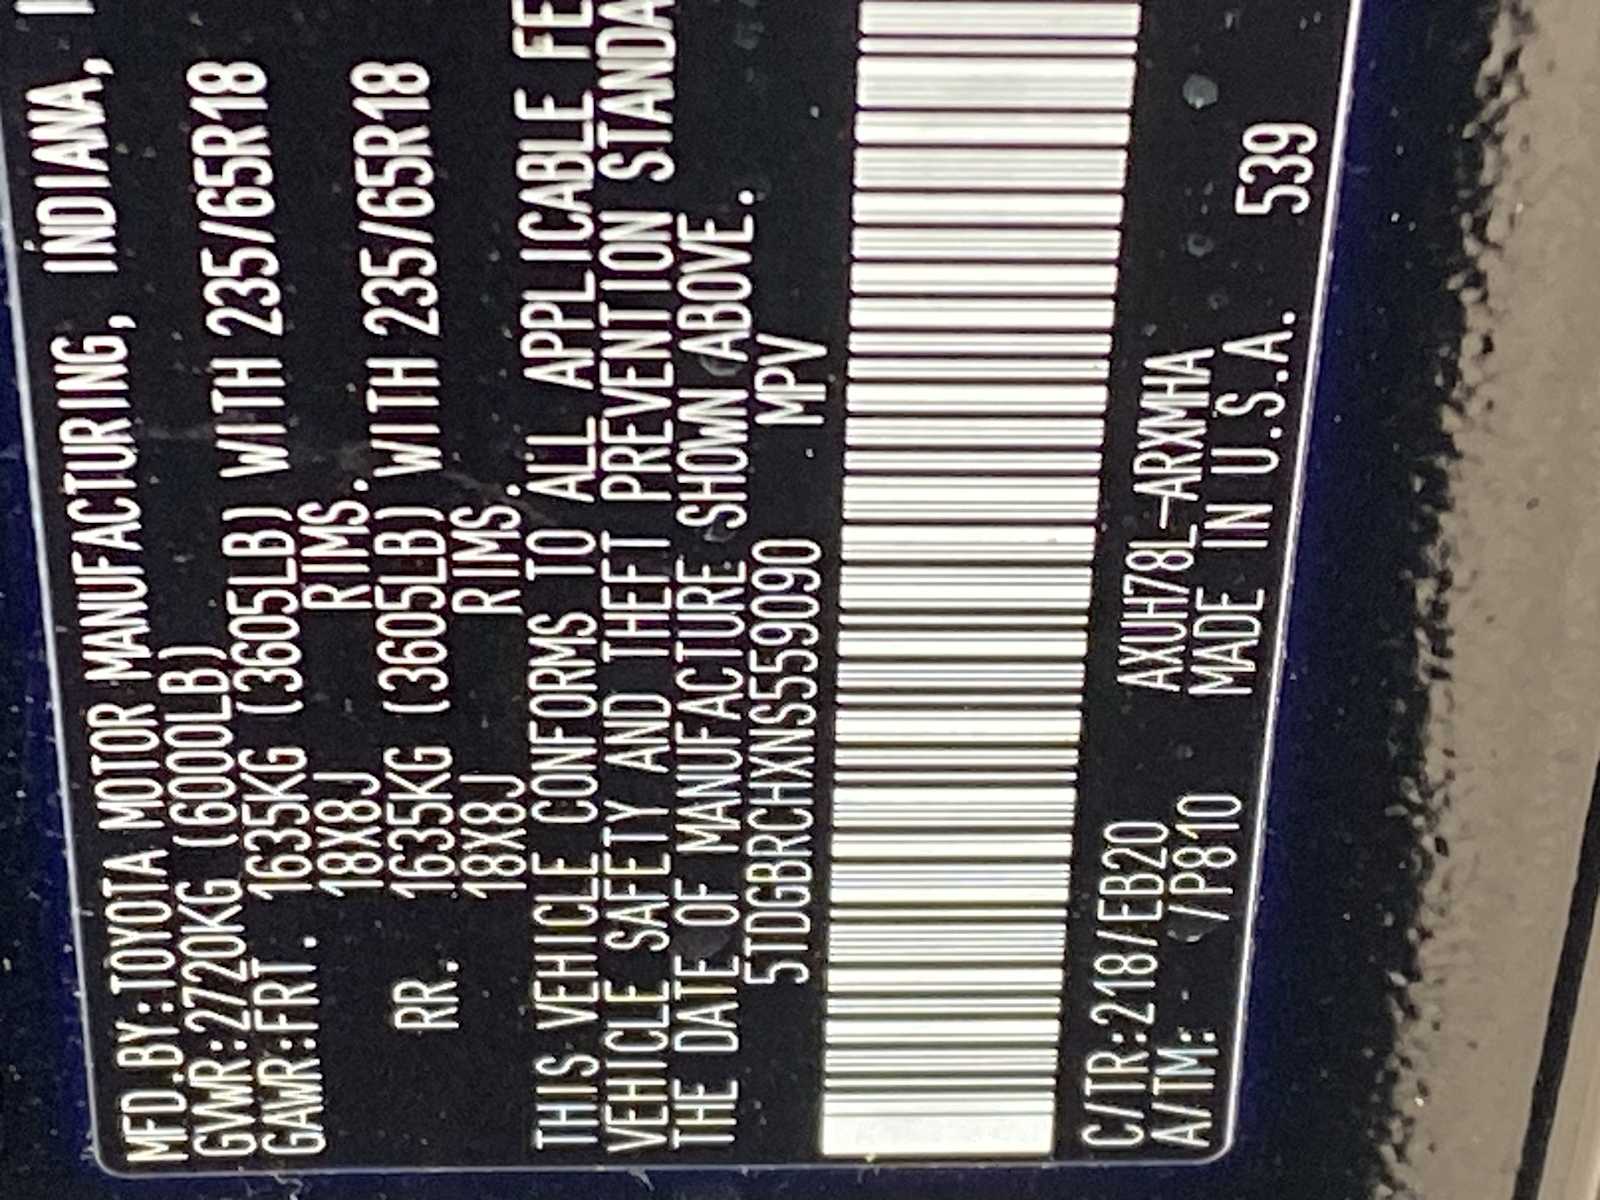 MFD.BY:TOYOTA MOTOR MANUFACTURING, INDIANA,
GVWR:2720KG (6000LB)
GAWR:FRT. 1635KG (3605LB) WITH 235/65R18
18X8J RIMS.
RR. 1635KG (3605LB) WITH 235/65R18
18X8J RIMS.
THIS VEHICLE CONFORMS TO ALL APPLICABLE FE
VEHICLE SAFETY AND THEFT PREVENTION STANDA
THE DATE OF MANUFACTURE SHOWN ABOVE.
5TDGBRCHXNS559090 MPV
C/TR:218/EB20 AXUH78L-ARXMHA
A/TM: - /P810 MADE IN U.S.A. 539